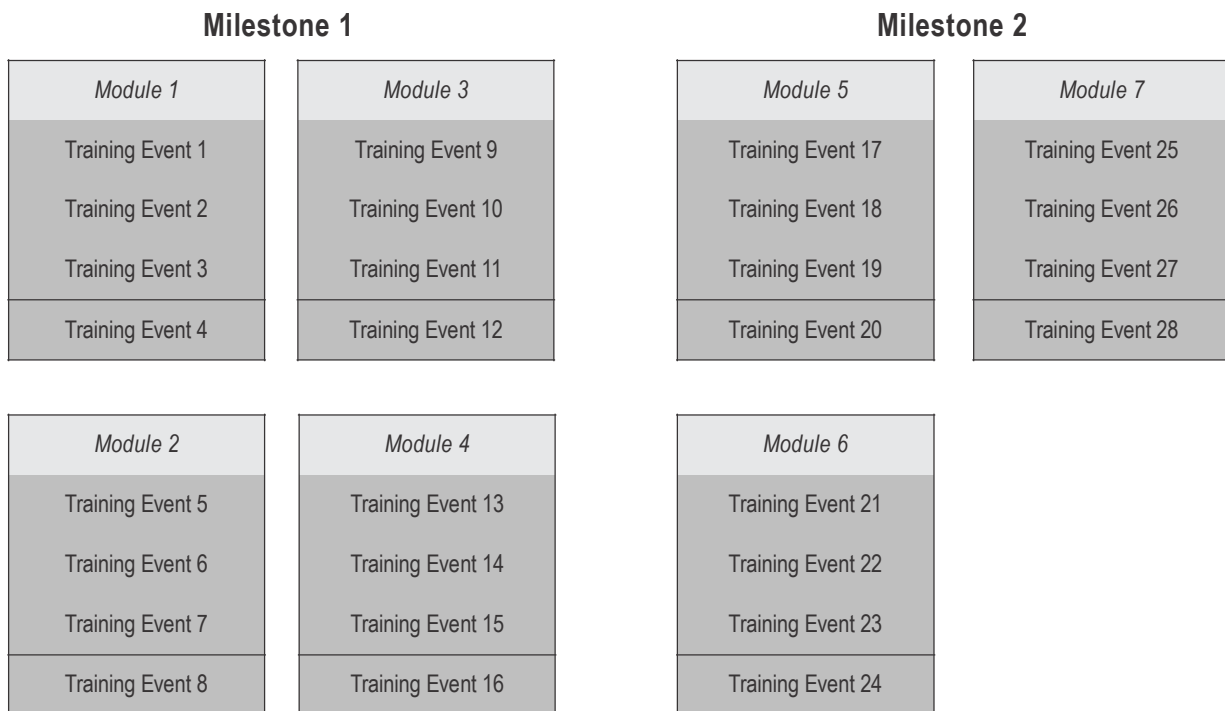 Milestone 1
Milestone 2
Module 1
Training Event 1
Training Event 2
Training Event 3
Training Event 4
Module 3
Training Event 9
Training Event 10
Training Event 11
Training Event 12
Module 5
Training Event 17
Training Event 18
Training Event 19
Training Event 20
Module 7
Training Event 25
Training Event 26
Training Event 27
Training Event 28
Module 2
Training Event 5
Training Event 6
Training Event 7
Training Event 8
Module 4
Training Event 13
Training Event 14
Training Event 15
Training Event 16
Module 6
Training Event 21
Training Event 22
Training Event 23
Training Event 24